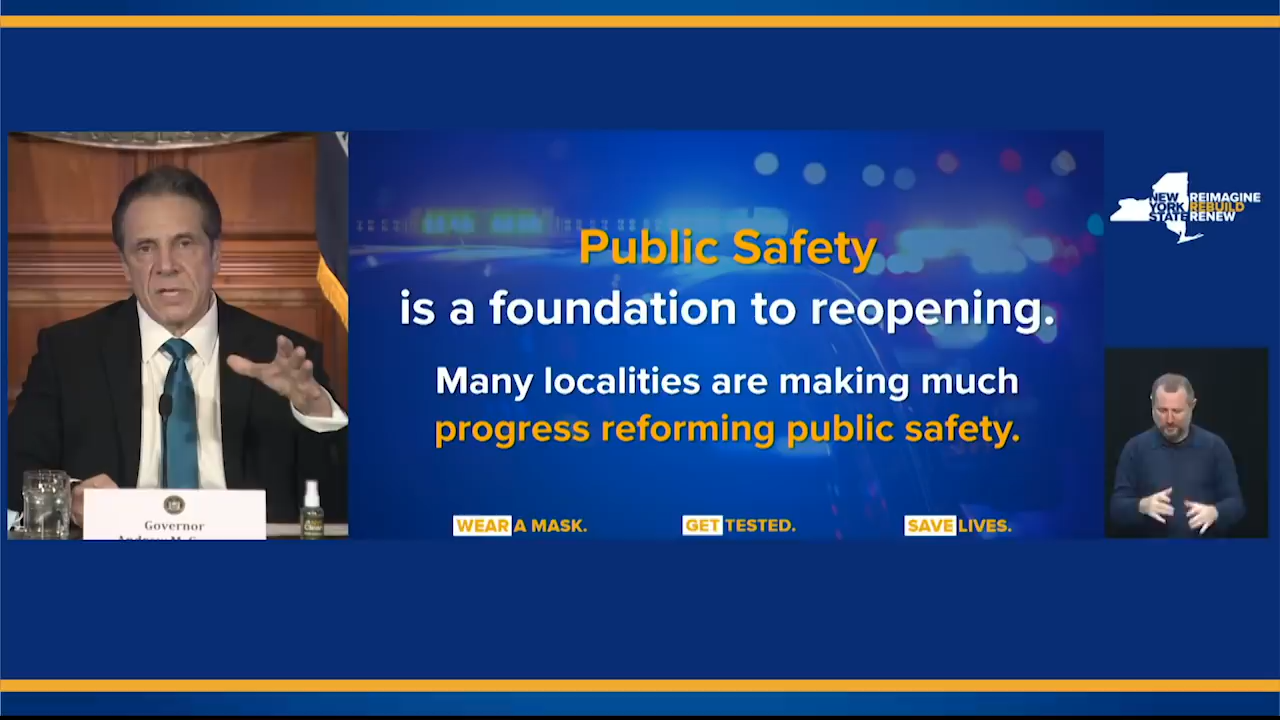 Public Safety
is a foundation to reopening.
Many localities are making much
progress reforming public safety.
WEAR A MASK.
GET TESTED.
SAVE LIVES.
NEW
YORK
STATE
REIMAGINE
REBUILD
RENEW
Governor